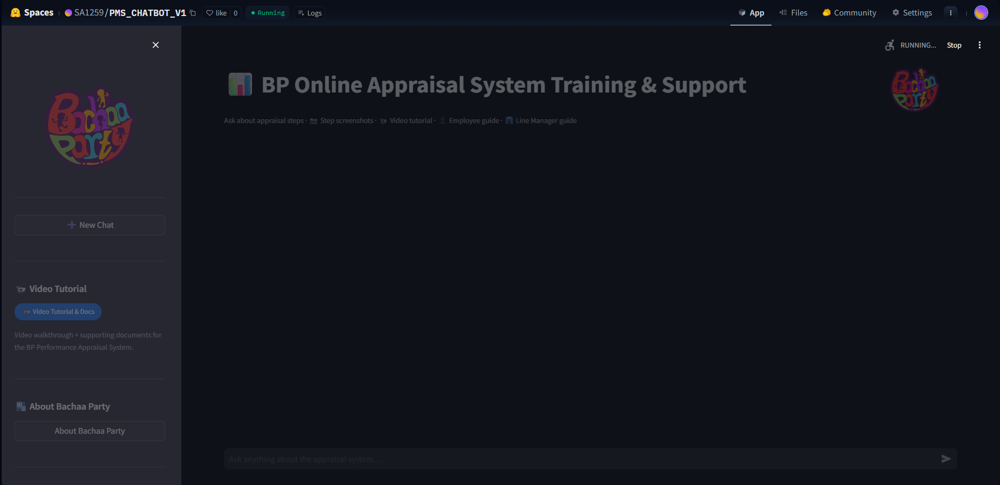 Spaces SA1259/PMS_CHATBOT_V1 like 0 Running Logs App Files Community Settings
RUNNING... Stop
Bachaa
Party
New Chat
Video Tutorial
Video Tutorial & Docs
Video walkthrough + supporting documents for
the BP Performance Appraisal System.
About Bachaa Party
About Bachaa Party
BP Online Appraisal System Training & Support
Bachaa
Party
Ask about appraisal steps · Step screenshots · Video tutorial · Employee guide · Line Manager guide
Ask anything about the appraisal system...